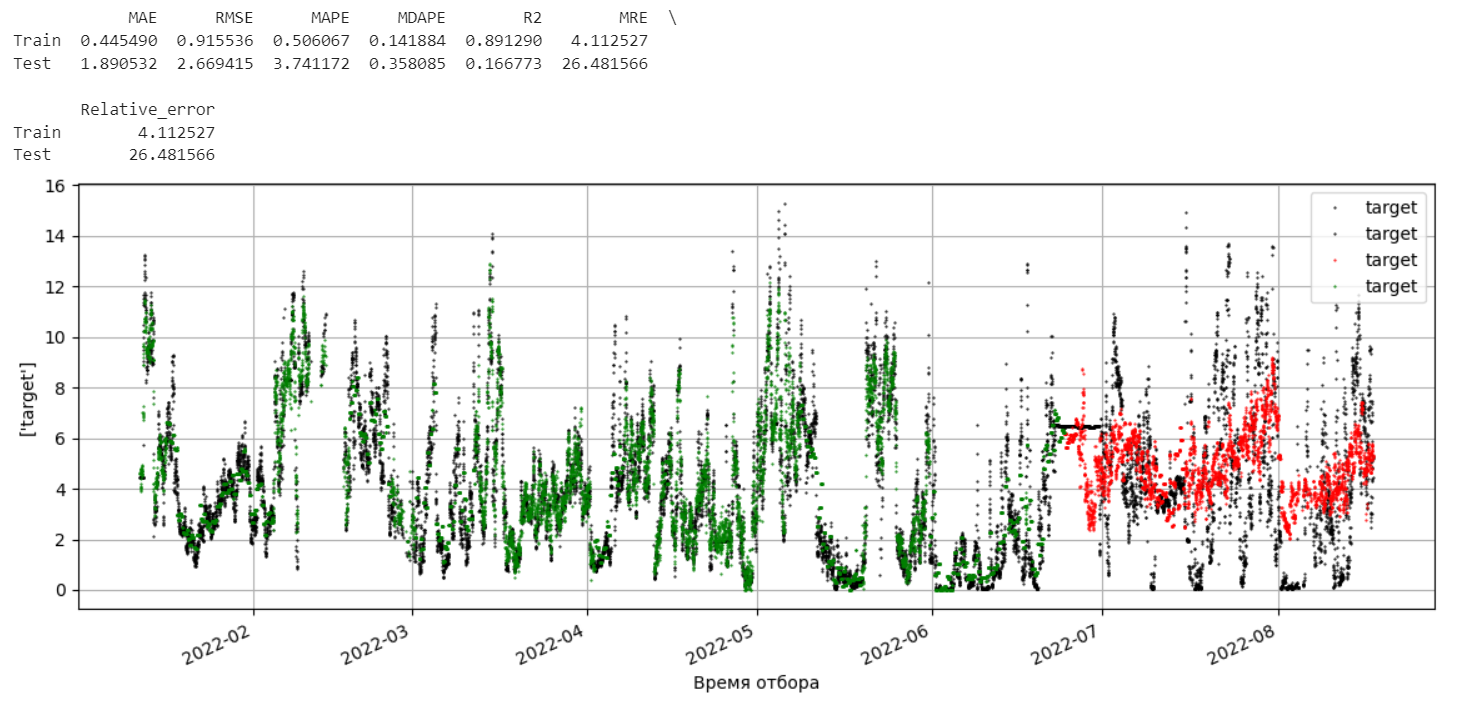 MAE RMSE MAPE MDAPE R2 MRE \
Train 0.445490 0.915536 0.506067 0.141884 0.891290 4.112527
Test 1.890532 2.669415 3.741172 0.358085 0.166773 26.481566
Relative_error
Train 4.112527
Test 26.481566
16
14
12
10
8
6
4
2
0
['target']
target
target
target
target
2022-02
2022-03
2022-04
2022-05
2022-06
2022-07
2022-08
Время отбора